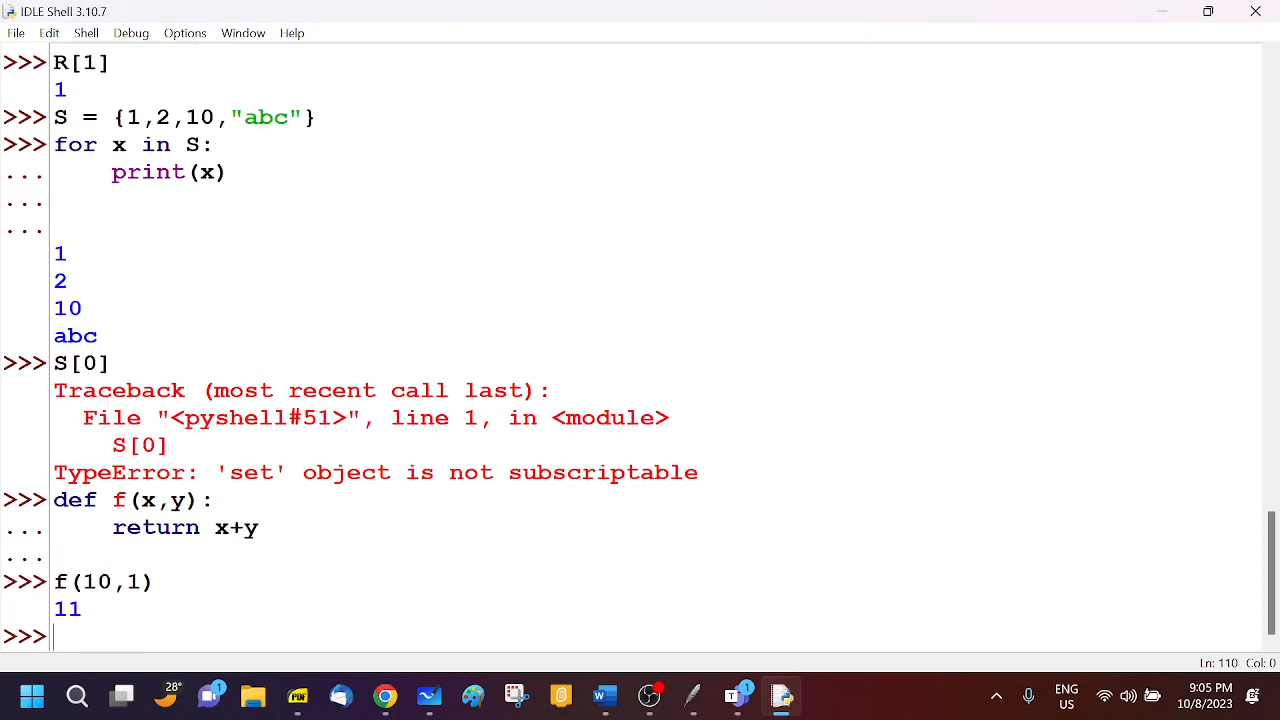 IDLE Shell 3.10.7
File Edit Shell Debug Options Window Help
>>> R[1]
1
>>> S = {1,2,10,"abc"}
>>> for x in S:
...     print(x)
...
...
1
2
10
abc
>>> S[0]
Traceback (most recent call last):
  File "<pyshell#51>", line 1, in <module>
    S[0]
TypeError: 'set' object is not subscriptable
>>> def f(x,y):
...     return x+y
...
>>> f(10,1)
11
>>>
Ln: 110 Col: 0
28° 1 PDF W T 1 ENG 9:05 PM
US 10/8/2023